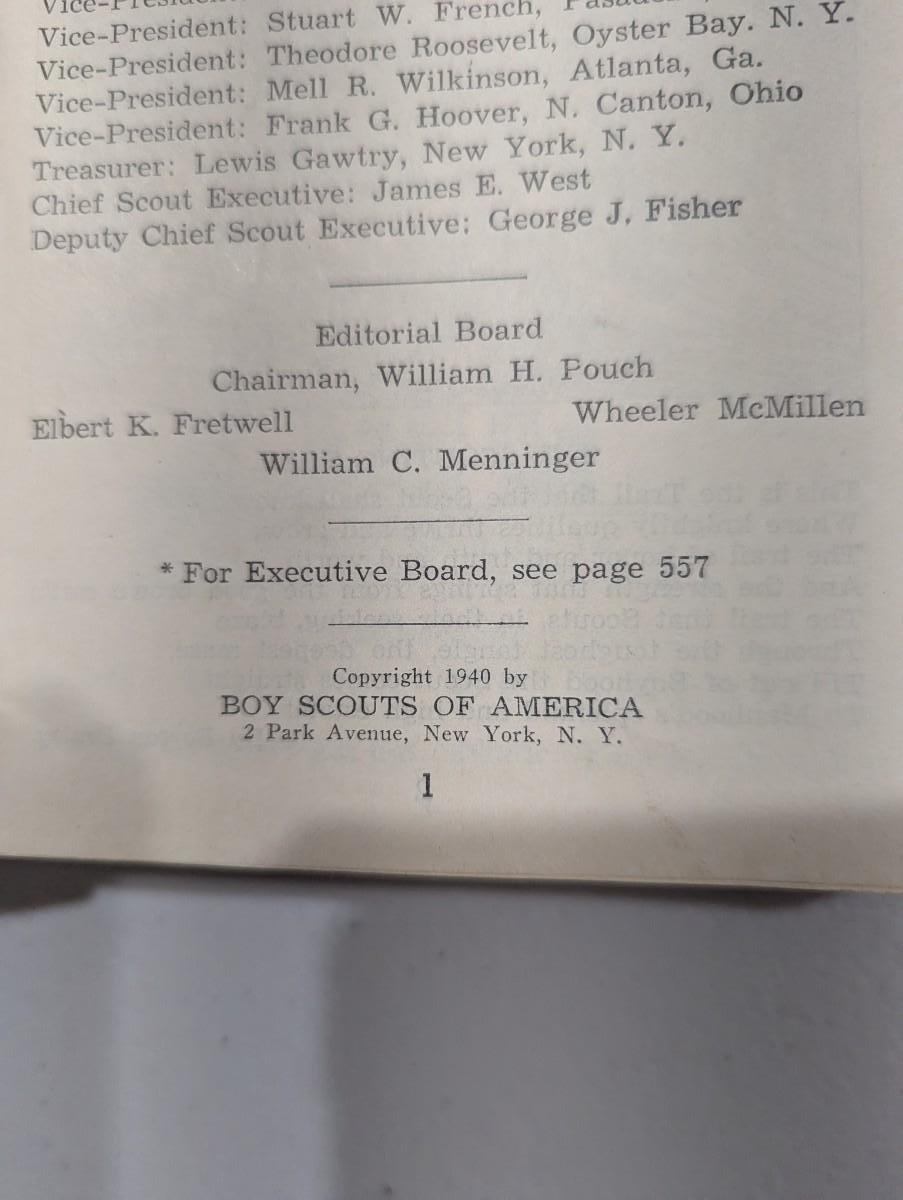 Vice-President: Stuart W. French,
Vice-President: Theodore Roosevelt, Oyster Bay. N. Y.
Vice-President: Mell R. Wilkinson, Atlanta, Ga.
Vice-President: Frank G. Hoover, N. Canton, Ohio
Treasurer: Lewis Gawtry, New York, N. Y.
Chief Scout Executive: James E. West
Deputy Chief Scout Executive: George J. Fisher
Editorial Board
Chairman, William H. Pouch
Elbert K. Fretwell Wheeler McMillen
William C. Menninger
* For Executive Board, see page 557
Copyright 1940 by
BOY SCOUTS OF AMERICA
2 Park Avenue, New York, N. Y.
1